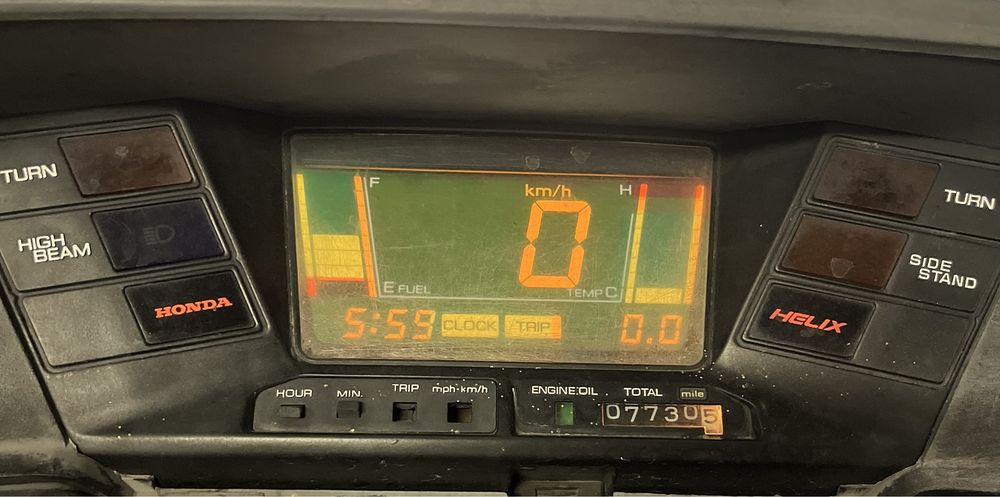 TURN
HIGH
BEAM
HONDA
F
km/h
H
0
E FUEL
TEMP C
5:59
CLOCK
TRIP
0.0
TURN
SIDE
STAND
HELIX
HOUR
MIN.
TRIP
mph·km/h
ENGINE OIL
TOTAL
mile
077305